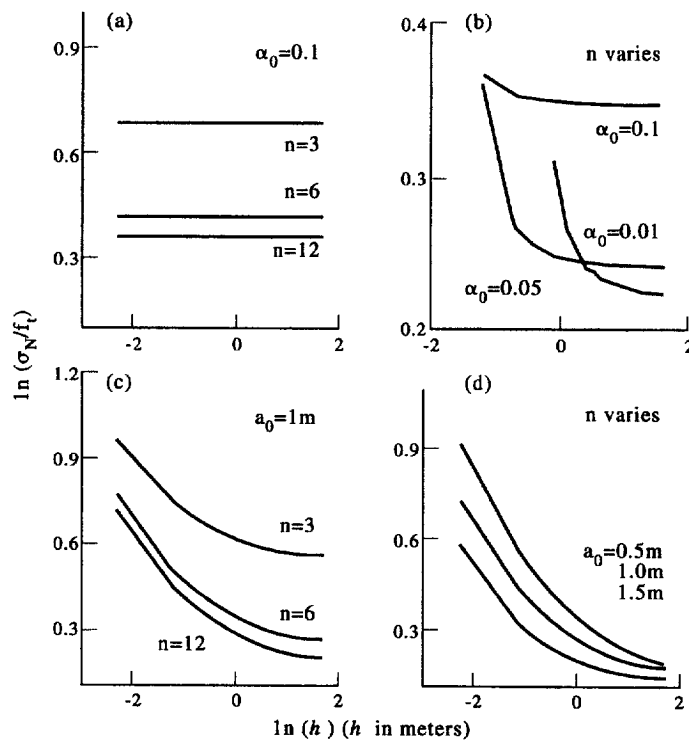 (a)
α₀=0.1
0.9
n=3
0.6
n=6
0.3
n=12
-2
0
2
(b)
0.4
n varies
α₀=0.1
0.3
α₀=0.01
α₀=0.05
0.2
-2
0
2
ln (σ_N/f_t)
(c)
1.2
a₀=1m
0.9
n=3
0.6
n=6
0.3
n=12
-2
0
2
(d)
n varies
0.9
0.6
a₀=0.5m
1.0m
1.5m
0.3
-2
0
2
ln (h) (h in meters)